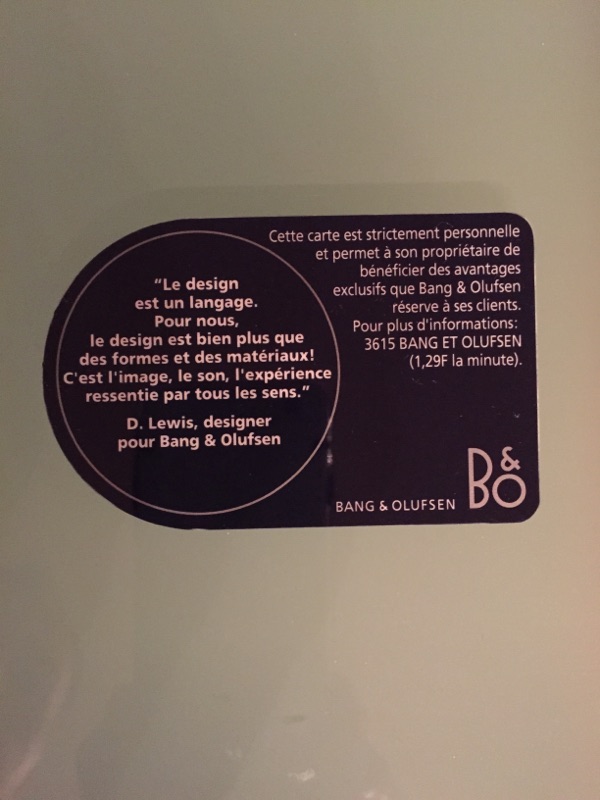 “Le design
est un langage.
Pour nous,
le design est bien plus que
des formes et des matériaux!
C'est l'image, le son, l'expérience
ressentie par tous les sens.”
D. Lewis, designer
pour Bang & Olufsen
Cette carte est strictement personnelle
et permet à son propriétaire de
bénéficier des avantages
exclusifs que Bang & Olufsen
réserve à ses clients.
Pour plus d'informations:
3615 BANG ET OLUFSEN
(1,29F la minute).
BANG & OLUFSEN
B&O